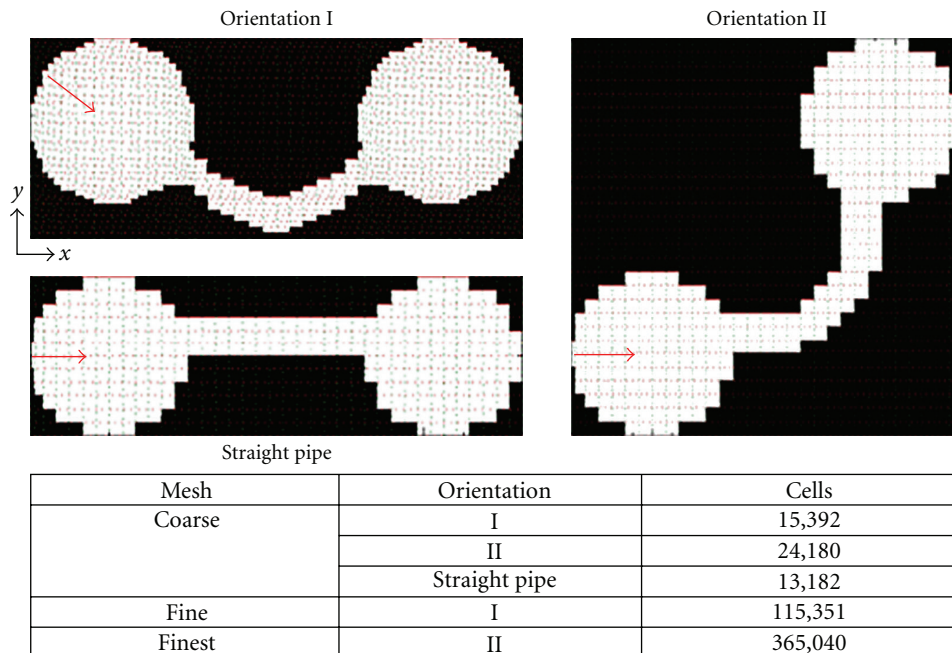 Orientation I
Orientation II
y
x
Straight pipe
Mesh Orientation Cells
Coarse I 15,392
II 24,180
Straight pipe 13,182
Fine I 115,351
Finest II 365,040